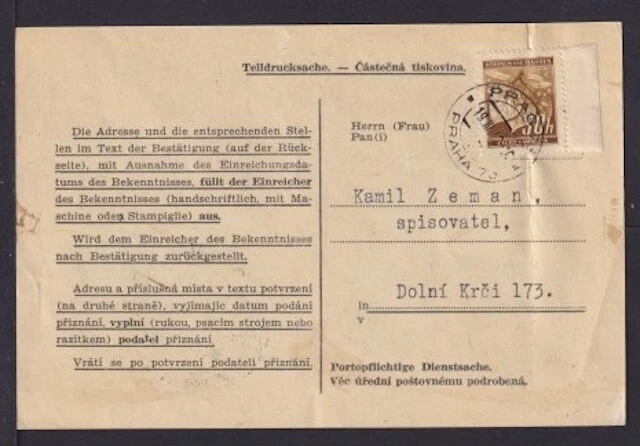 Teildrucksache. — Částečná tiskovina.
Die Adresse und die entsprechenden Stel-
len im Text der Bestätigung (auf der Rück-
seite), mit Ausnahme des Einreichungsda-
tums des Bekenntnisses, füllt der Einreicher
des Bekenntnisses (handschriftlich, mit Ma-
schine oden Stampiglie) aus.
Wird dem Einreicher des Bekenntnisses
nach Bestätigung zurückgestellt.
Adresu a příslušná místa v textu potvrzení
(na druhé straně), vyjímajíc datum podání
přiznání, vyplní (rukou, psacím strojem nebo
razítkem) podatel přiznání
Vrátí se po potvrzení podateli přiznání.
PRAG
PRAHA 79
Herrn (Frau)
Pan(í)
Kamil Zeman,
spisovatel,
Dolní Krči 173.
in
v
Portopflichtige Dienstsache.
Věc úřední poštovnému podrobená.